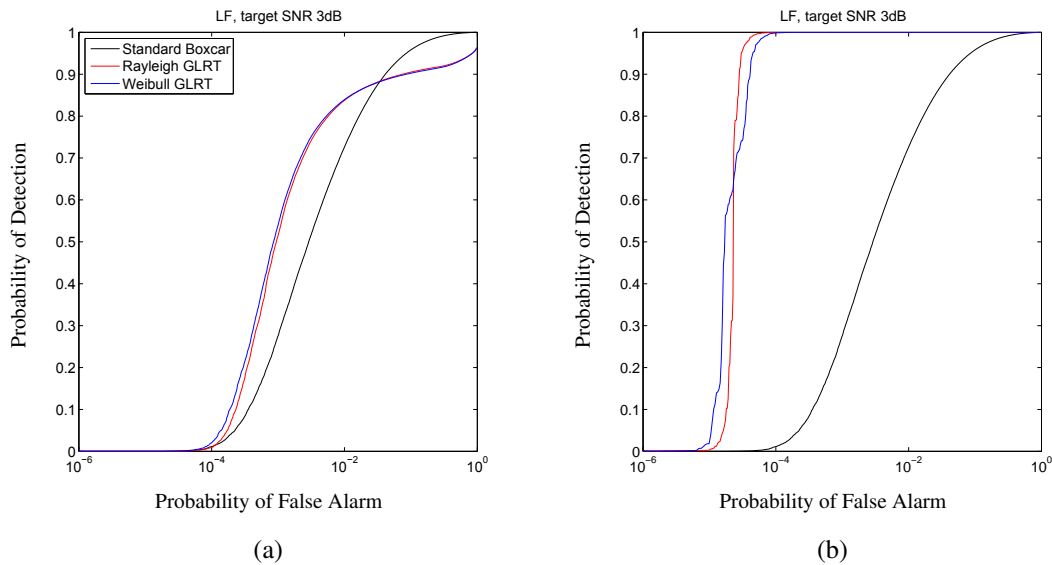 LF, target SNR 3dB
Standard Boxcar
Rayleigh GLRT
Weibull GLRT
1
0.9
0.8
0.7
0.6
0.5
0.4
0.3
0.2
0.1
0
10^-6
10^-4
10^-2
10^0
Probability of Detection
Probability of False Alarm
(a)
LF, target SNR 3dB
1
0.9
0.8
0.7
0.6
0.5
0.4
0.3
0.2
0.1
0
10^-6
10^-4
10^-2
10^0
Probability of Detection
Probability of False Alarm
(b)